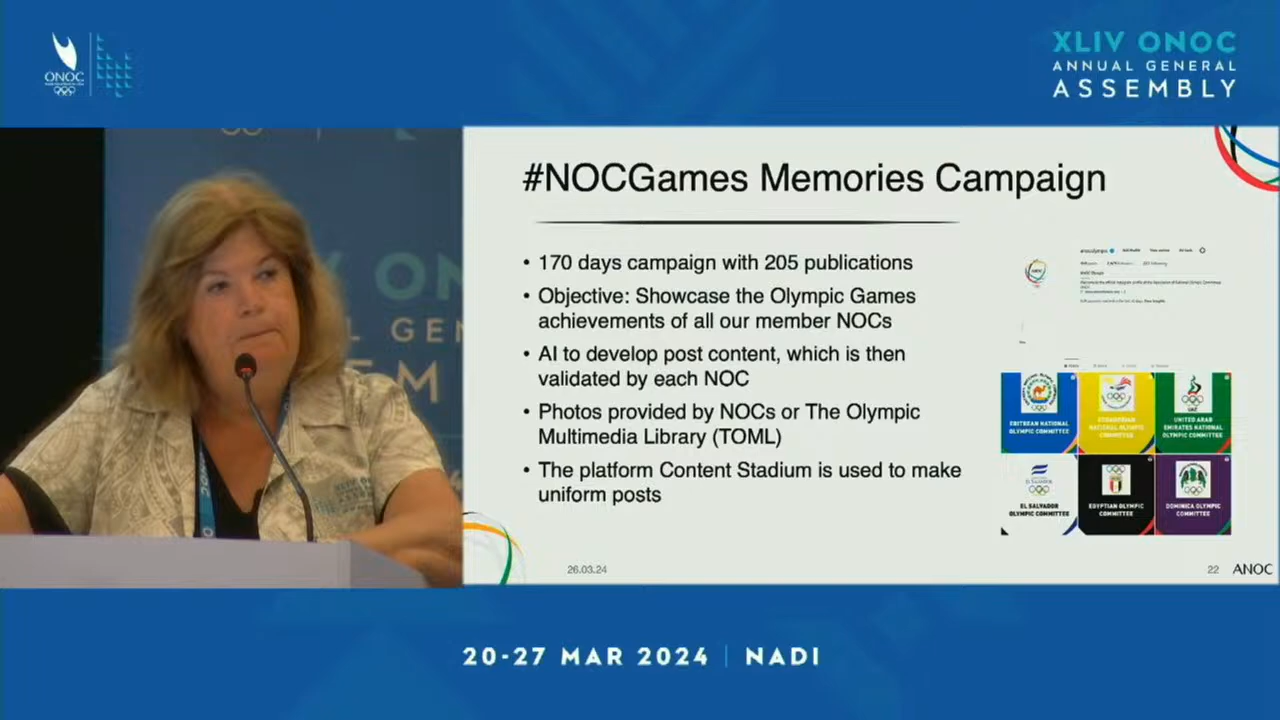 ONOC
XLIV ONOC
ANNUAL GENERAL
ASSEMBLY
#NOCGames Memories Campaign
• 170 days campaign with 205 publications
• Objective: Showcase the Olympic Games
achievements of all our member NOCs
• AI to develop post content, which is then
validated by each NOC
• Photos provided by NOCs or The Olympic
Multimedia Library (TOML)
• The platform Content Stadium is used to make
uniform posts
ERITREAN NATIONAL
OLYMPIC COMMITTEE
NATIONAL OLYMPIC
COMMITTEE
UNITED ARAB
EMIRATES NATIONAL
OLYMPIC COMMITTEE
EL SALVADOR
OLYMPIC COMMITTEE
EGYPTIAN OLYMPIC
COMMITTEE
DOMINICA OLYMPIC
COMMITTEE
26.03.24
22
ANOC
20-27 MAR 2024 | NADI